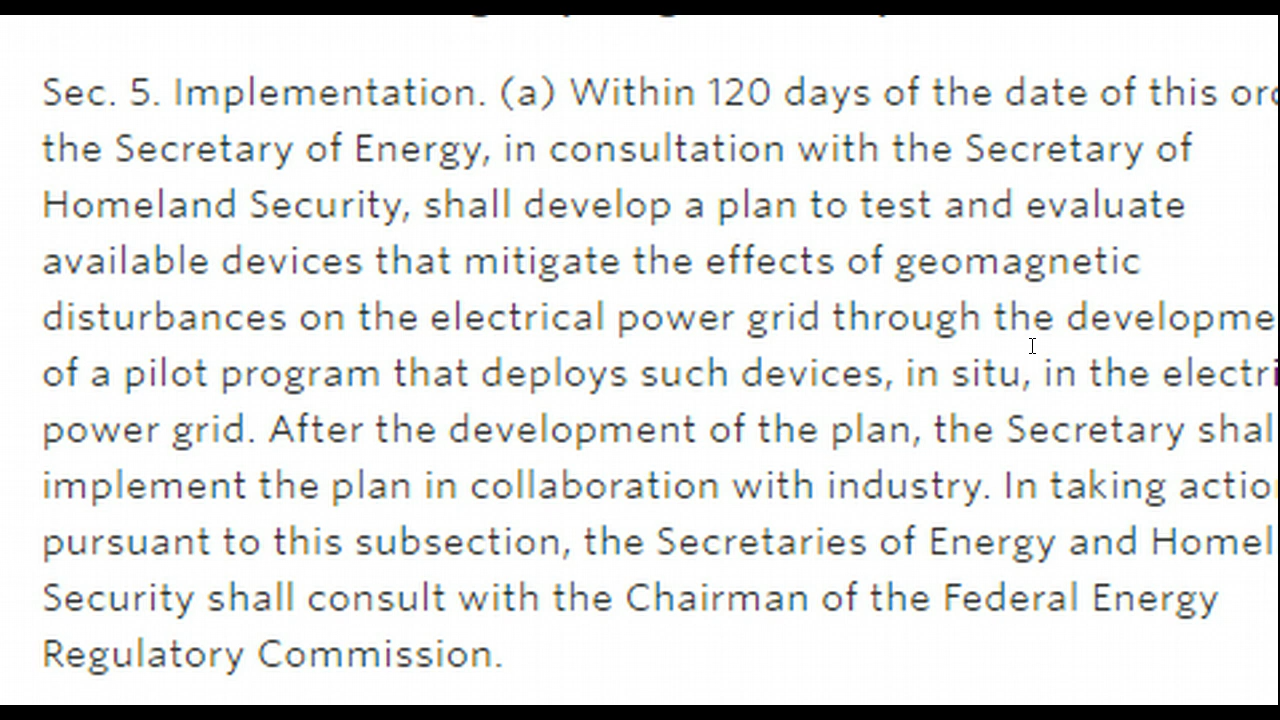 Sec. 5. Implementation. (a) Within 120 days of the date of this
the Secretary of Energy, in consultation with the Secretary of
Homeland Security, shall develop a plan to test and evaluate
available devices that mitigate the effects of geomagnetic
disturbances on the electrical power grid through the
of a pilot program that deploys such devices, in situ, in the
power grid. After the development of the plan, the Secretary
implement the plan in collaboration with industry. In taking
pursuant to this subsection, the Secretaries of Energy and
Security shall consult with the Chairman of the Federal Energy
Regulatory Commission.